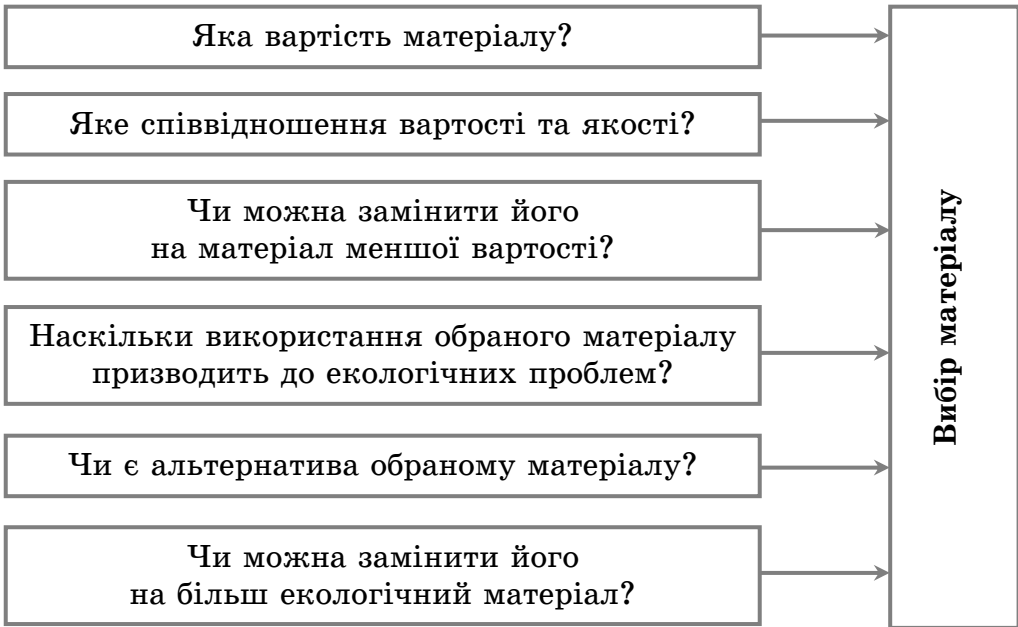 Яка вартість матеріалу?
Яке співвідношення вартості та якості?
Чи можна замінити його
на матеріал меншої вартості?
Наскільки використання обраного матеріалу
призводить до екологічних проблем?
Чи є альтернатива обраному матеріалу?
Чи можна замінити його
на більш екологічний матеріал?
Вибір матеріалу